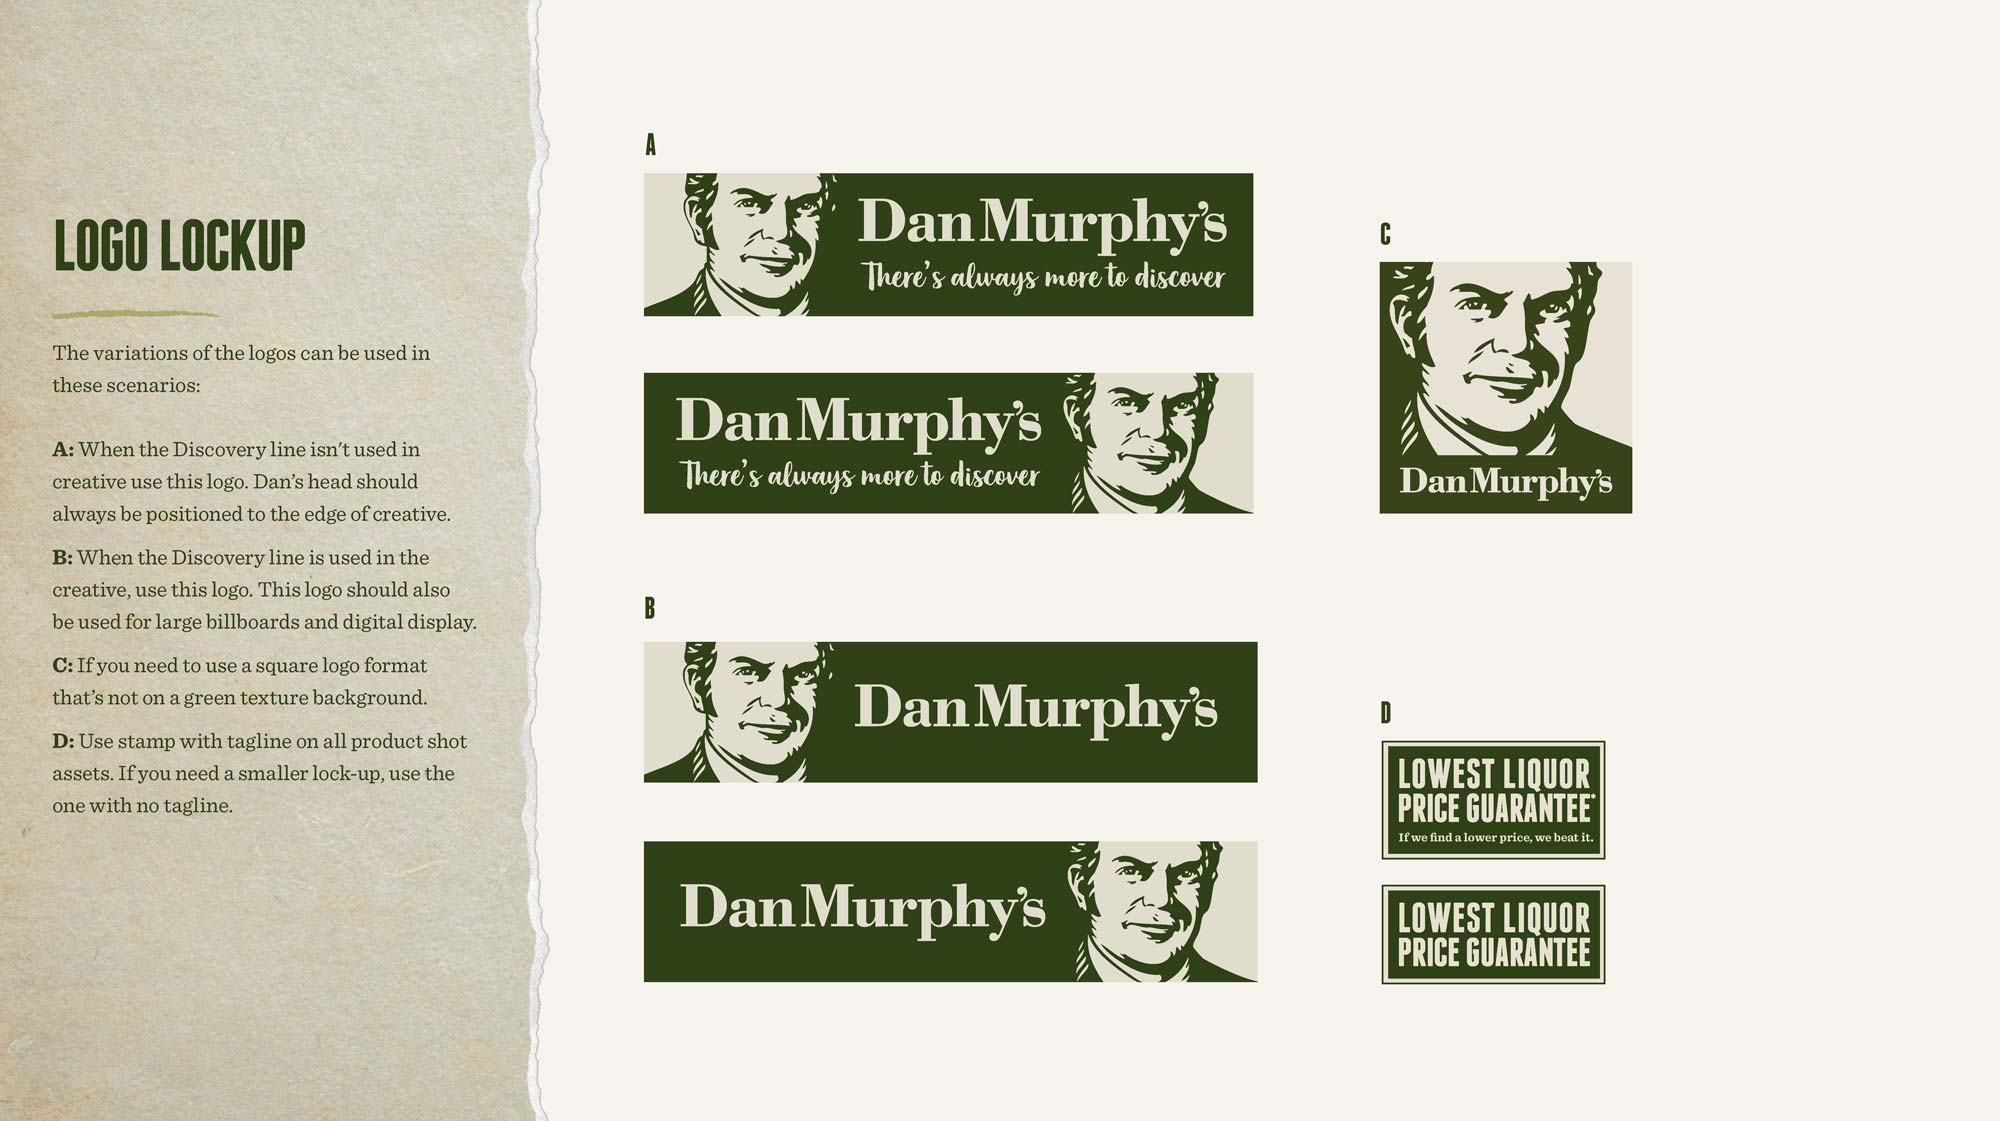 LOGO LOCKUP
The variations of the logos can be used in
these scenarios:
A: When the Discovery line isn't used in
creative use this logo. Dan's head should
always be positioned to the edge of creative.
B: When the Discovery line is used in the
creative, use this logo. This logo should also
be used for large billboards and digital display.
C: If you need to use a square logo format
that's not on a green texture background.
D: Use stamp with tagline on all product shot
assets. If you need a smaller lock-up, use the
one with no tagline.
A
Dan Murphy's
There's always more to discover
Dan Murphy's
There's always more to discover
B
Dan Murphy's
Dan Murphy's
C
Dan Murphy's
D
LOWEST LIQUOR
PRICE GUARANTEE*
If we find a lower price, we beat it.
LOWEST LIQUOR
PRICE GUARANTEE